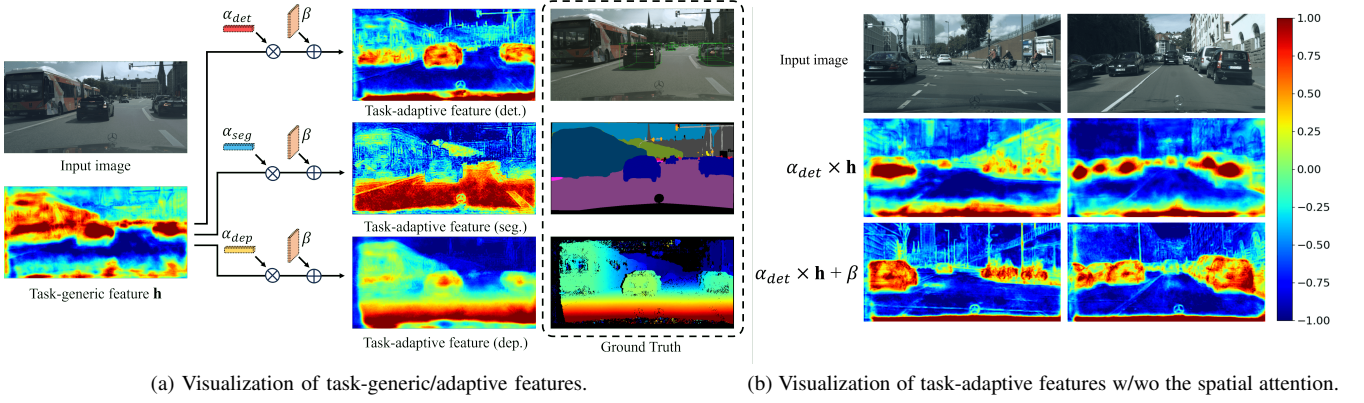 α_det
β
Input image
Task-adaptive feature (det.)
α_seg
β
Task-adaptive feature (seg.)
Task-generic feature h
α_dep
β
Task-adaptive feature (dep.)
Ground Truth
(a) Visualization of task-generic/adaptive features.
Input image
α_det × h
α_det × h + β
1.00
0.75
0.50
0.25
0.00
−0.25
−0.50
−0.75
−1.00
(b) Visualization of task-adaptive features w/wo the spatial attention.